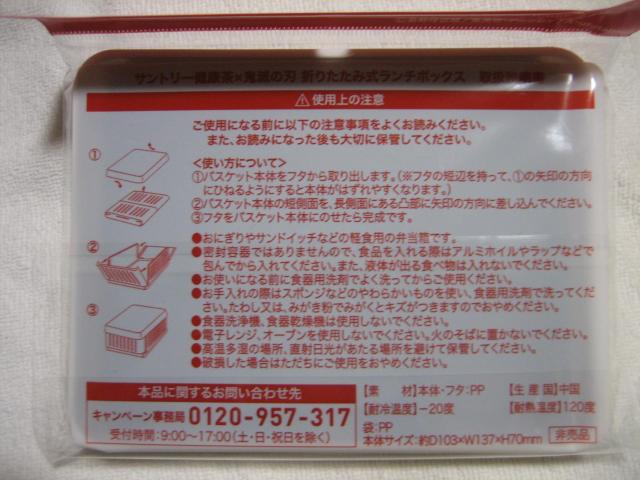 サントリー健康茶×鬼滅の刃 折りたたみ式ランチボックス 取扱説明書
⚠使用上の注意
ご使用になる前に以下の注意事項をよくお読みください。
また、お読みになった後も大切に保管してください。
<使い方について>
①バスケット本体をフタから取り出します。(※フタの短辺を持って、①の矢印の方向
にひねるようにすると本体がはずれやすくなります。)
②バスケット本体の短側面を、長側面にある凸部に矢印の方向に差し込んでください。
③フタをバスケット本体にのせたら完成です。
①
②
③
●おにぎりやサンドイッチなどの軽食用の弁当箱です。
●密封容器ではありませんので、食品を入れる際はアルミホイルやラップなどで
包んでから入れてください。また、液体が出る食べ物は入れないでください。
●お使いになる前に食器用洗剤でよく洗ってからご使用ください。
●お手入れの際はスポンジなどのやわらかいものを使い、食器用洗剤で洗ってくだ
さい。たわし又は、みがき粉でみがくとキズがつきますのでおやめください。
●食器洗浄機、食器乾燥機は使用しないでください。
●電子レンジ、オーブンを使用しないでください。火のそばに置かないでください。
●高温多湿の場所、直射日光があたる場所を避けて保管してください。
●破損した場合はただちにご使用をおやめください。
本品に関するお問い合わせ先
キャンペーン事務局 0120-957-317
受付時間:9:00~17:00(土・日・祝日を除く)
【素 材】本体・フタ:PP 【生 産 国】中国
【耐冷温度】-20度 【耐熱温度】120度
袋:PP
本体サイズ:約D103×W137×H70mm 非売品